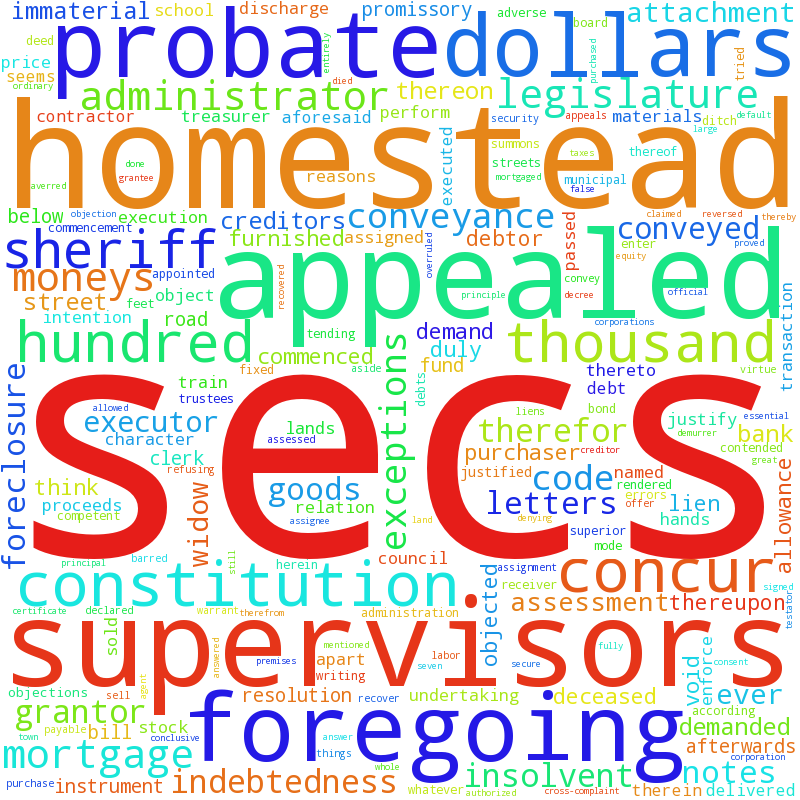 immaterial school discharge promissory adverse attachment
deed probate dollars board
price entirely purchased tried
seems
ordinary died administrator thereon legislature
contractor treasurer aforesaid perform security appeals materials ditch default
large
homestead
done executed summons streets thereof taxes
grantee reasons mortgaged municipal false
averred
below objection execution creditors conveyance claimed reversed thereby
commencement furnished assigned debtor passed conveyed proved
sheriff overruled enter equity
moneys appointed recovered appealed convey decree official
street feet object principle
intention road tending corporations transaction
hundred commenced exceptions demand duly thousand
fixed aside fund thereto virtue
foreclosure train debts debt
trustees secs
allowed executor lands liens bond justify essential
character assessed therefor demurrer bank
clerk purchaser creditor contended great
refusing justified code named
think widow goods letters rendered lien allowance
proceeds relation errors
competent assignee denying offer hands
land superior
principal barred herein council mode
still assignment concur
constitution receiver signed
certificate declared warrant therefrom administration objected assessment thereupon testator
supervisors
sold answered mentioned labor fully
premises seven secure consent
objections sell agent apart writing void enforce
resolution recover undertaking deceased ever according
grantor bill stock foregoing demanded
town payable conclusive answer things afterwards
mortgage whole corporation
purchase instrument indebtedness whatever insolvent notes
authorized cross-complaint therein delivered